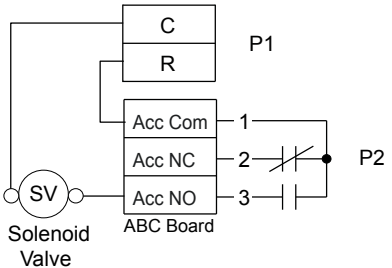 C
P1
R
Acc Com 1
Acc NC 2
P2
SV
Acc NO 3
ABC Board
Solenoid
Valve